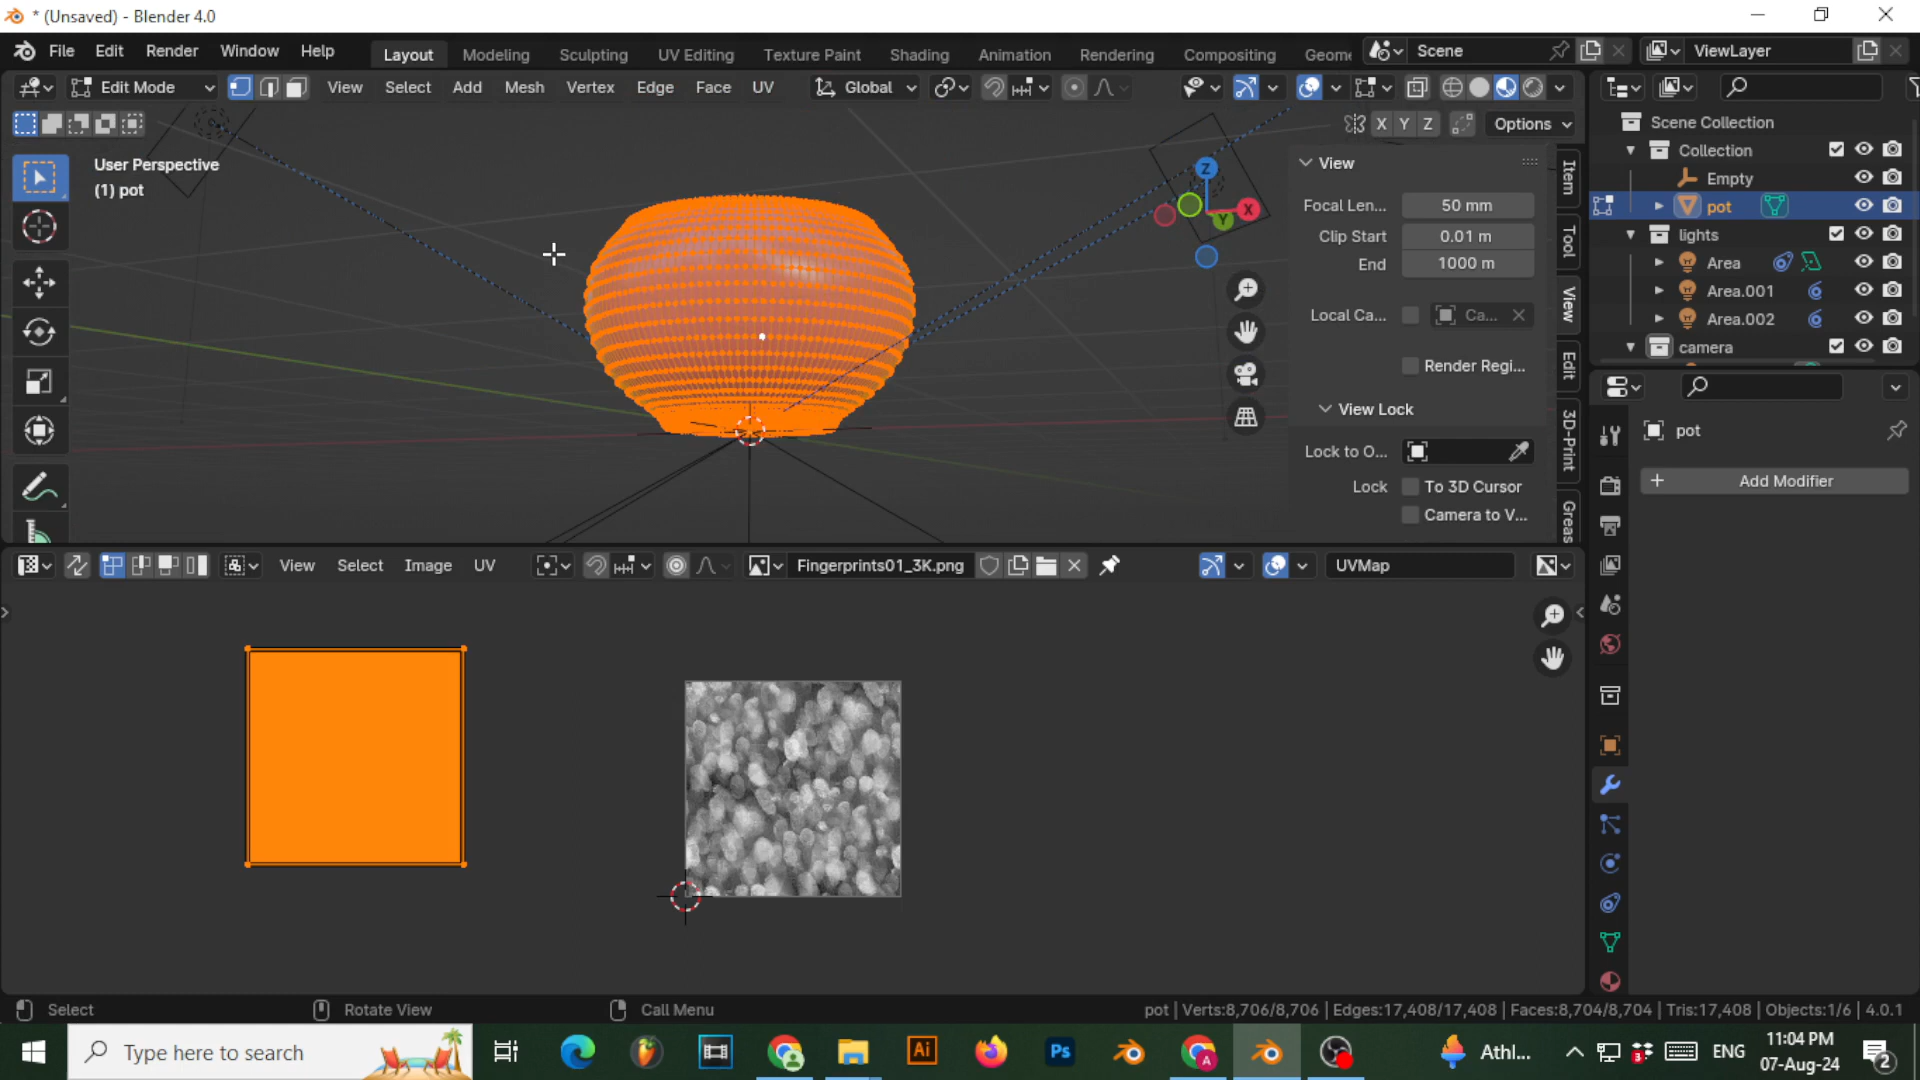 * (Unsaved) - Blender 4.0
File Edit Render Window Help Layout Modeling Sculpting UV Editing Texture Paint Shading Animation Rendering Compositing Geome Scene ViewLayer
Edit Mode View Select Add Mesh Vertex Edge Face UV Global
X Y Z Options
User Perspective
(1) pot
Z
X
Y
View
Focal Len... 50 mm
Clip Start 0.01 m
End 1000 m
Local Ca... Ca...
Render Regi...
View Lock
Lock to O...
Lock To 3D Cursor
Camera to V...
Item
Tool
View
Edit
3D-Print
Greas
Scene Collection
Collection
Empty
pot
lights
Area
Area.001
Area.002
camera
pot
Add Modifier
View Select Image UV Fingerprints01_3K.png UVMap
Select Rotate View Call Menu pot | Verts:8,706/8,706 | Edges:17,408/17,408 | Faces:8,704/8,704 | Tris:17,408 | Objects:1/6 | 4.0.1
Type here to search Ai Ps A Athl... 3 ENG 11:04 PM
07-Aug-24 2